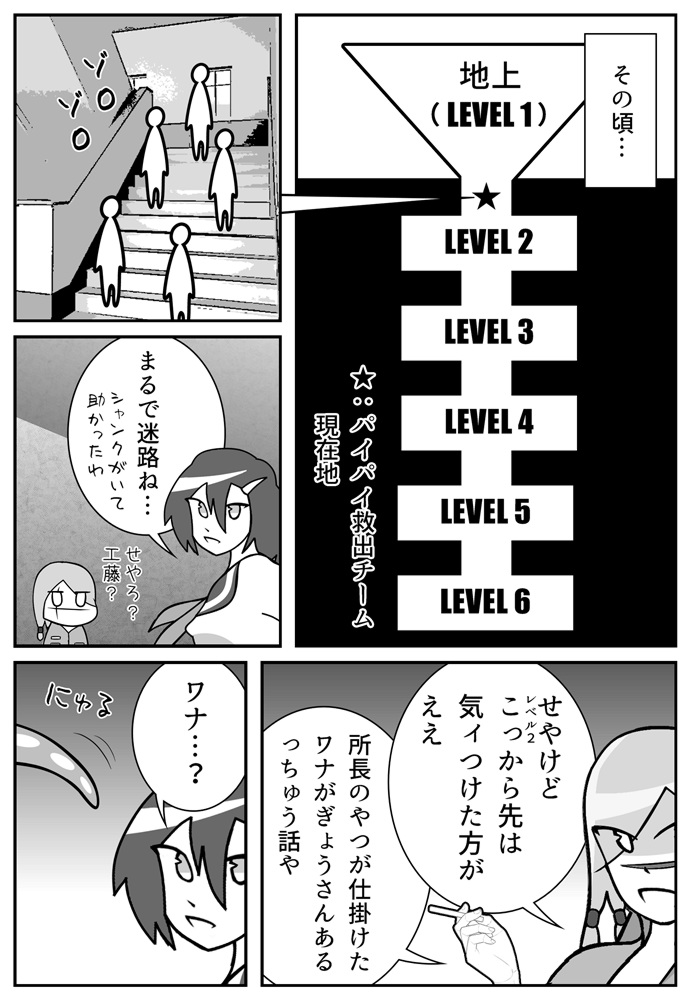 その頃…
地上
（LEVEL 1）
★
LEVEL 2
LEVEL 3
LEVEL 4
LEVEL 5
LEVEL 6
★：パイパイ救出チーム
現在地
ゾロ
ゾロ
まるで迷路ね…
シャンクがいて
助かったわ
せやろ？
工藤？
せやけど
こっから先は
レベル2
気ィつけた方が
ええ
所長のやつが仕掛けた
ワナがぎょうさんある
っちゅう話や
ワナ…？
にゅる